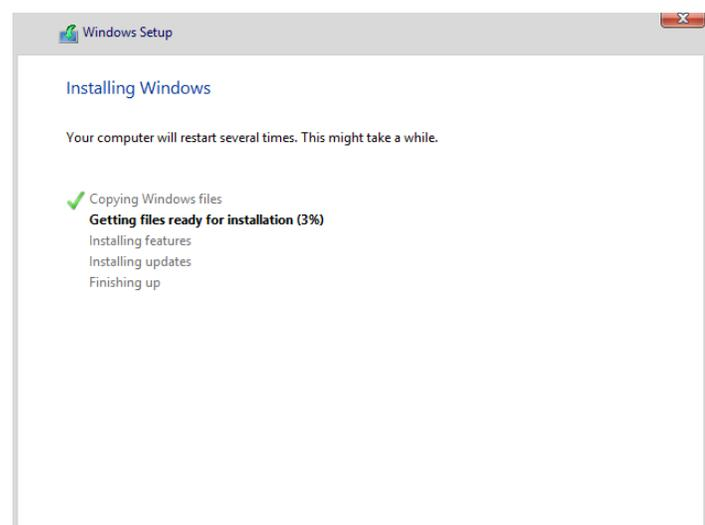 Windows Setup
Installing Windows
Your computer will restart several times. This might take a while.
Copying Windows files
Getting files ready for installation (3%)
Installing features
Installing updates
Finishing up